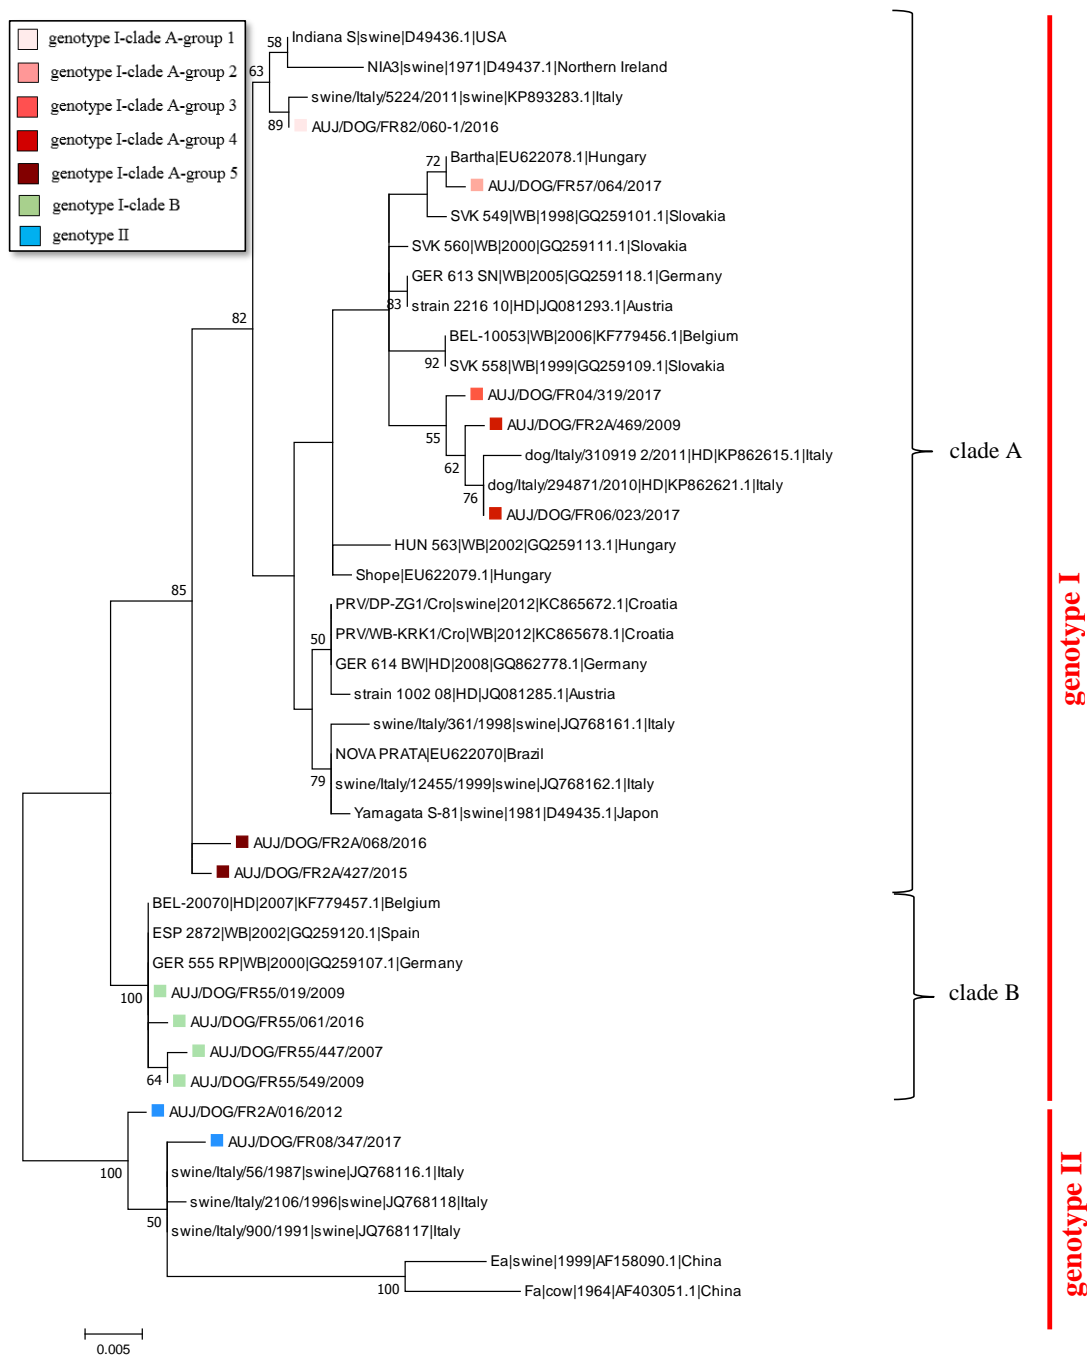 genotype I-clade A-group 1
genotype I-clade A-group 2
genotype I-clade A-group 3
genotype I-clade A-group 4
genotype I-clade A-group 5
genotype I-clade B
genotype II
58
Indiana S|swine|D49436.1|USA
63
NIA3|swine|1971|D49437.1|Northern Ireland
swine/Italy/5224/2011|swine|KP893283.1|Italy
89
AUJ/DOG/FR82/060-1/2016
72
Bartha|EU622078.1|Hungary
AUJ/DOG/FR57/064/2017
SVK 549|WB|1998|GQ259101.1|Slovakia
SVK 560|WB|2000|GQ259111.1|Slovakia
GER 613 SN|WB|2005|GQ259118.1|Germany
83
strain 2216 10|HD|JQ081293.1|Austria
82
BEL-10053|WB|2006|KF779456.1|Belgium
92
SVK 558|WB|1999|GQ259109.1|Slovakia
AUJ/DOG/FR04/319/2017
55
AUJ/DOG/FR2A/469/2009
62
dog/Italy/310919 2/2011|HD|KP862615.1|Italy
clade A
dog/Italy/294871/2010|HD|KP862621.1|Italy
76
AUJ/DOG/FR06/023/2017
HUN 563|WB|2002|GQ259113.1|Hungary
Shope|EU622079.1|Hungary
85
PRV/DP-ZG1/Cro|swine|2012|KC865672.1|Croatia
50
PRV/WB-KRK1/Cro|WB|2012|KC865678.1|Croatia
genotype I
GER 614 BW|HD|2008|GQ862778.1|Germany
strain 1002 08|HD|JQ081285.1|Austria
swine/Italy/361/1998|swine|JQ768161.1|Italy
NOVA PRATA|EU622070|Brazil
79
swine/Italy/12455/1999|swine|JQ768162.1|Italy
Yamagata S-81|swine|1981|D49435.1|Japon
AUJ/DOG/FR2A/068/2016
AUJ/DOG/FR2A/427/2015
BEL-20070|HD|2007|KF779457.1|Belgium
ESP 2872|WB|2002|GQ259120.1|Spain
GER 555 RP|WB|2000|GQ259107.1|Germany
100
AUJ/DOG/FR55/019/2009
clade B
AUJ/DOG/FR55/061/2016
AUJ/DOG/FR55/447/2007
64
AUJ/DOG/FR55/549/2009
AUJ/DOG/FR2A/016/2012
AUJ/DOG/FR08/347/2017
100
swine/Italy/56/1987|swine|JQ768116.1|Italy
swine/Italy/2106/1996|swine|JQ768118|Italy
50
swine/Italy/900/1991|swine|JQ768117|Italy
genotype II
Ea|swine|1999|AF158090.1|China
100
Fa|cow|1964|AF403051.1|China
0.005